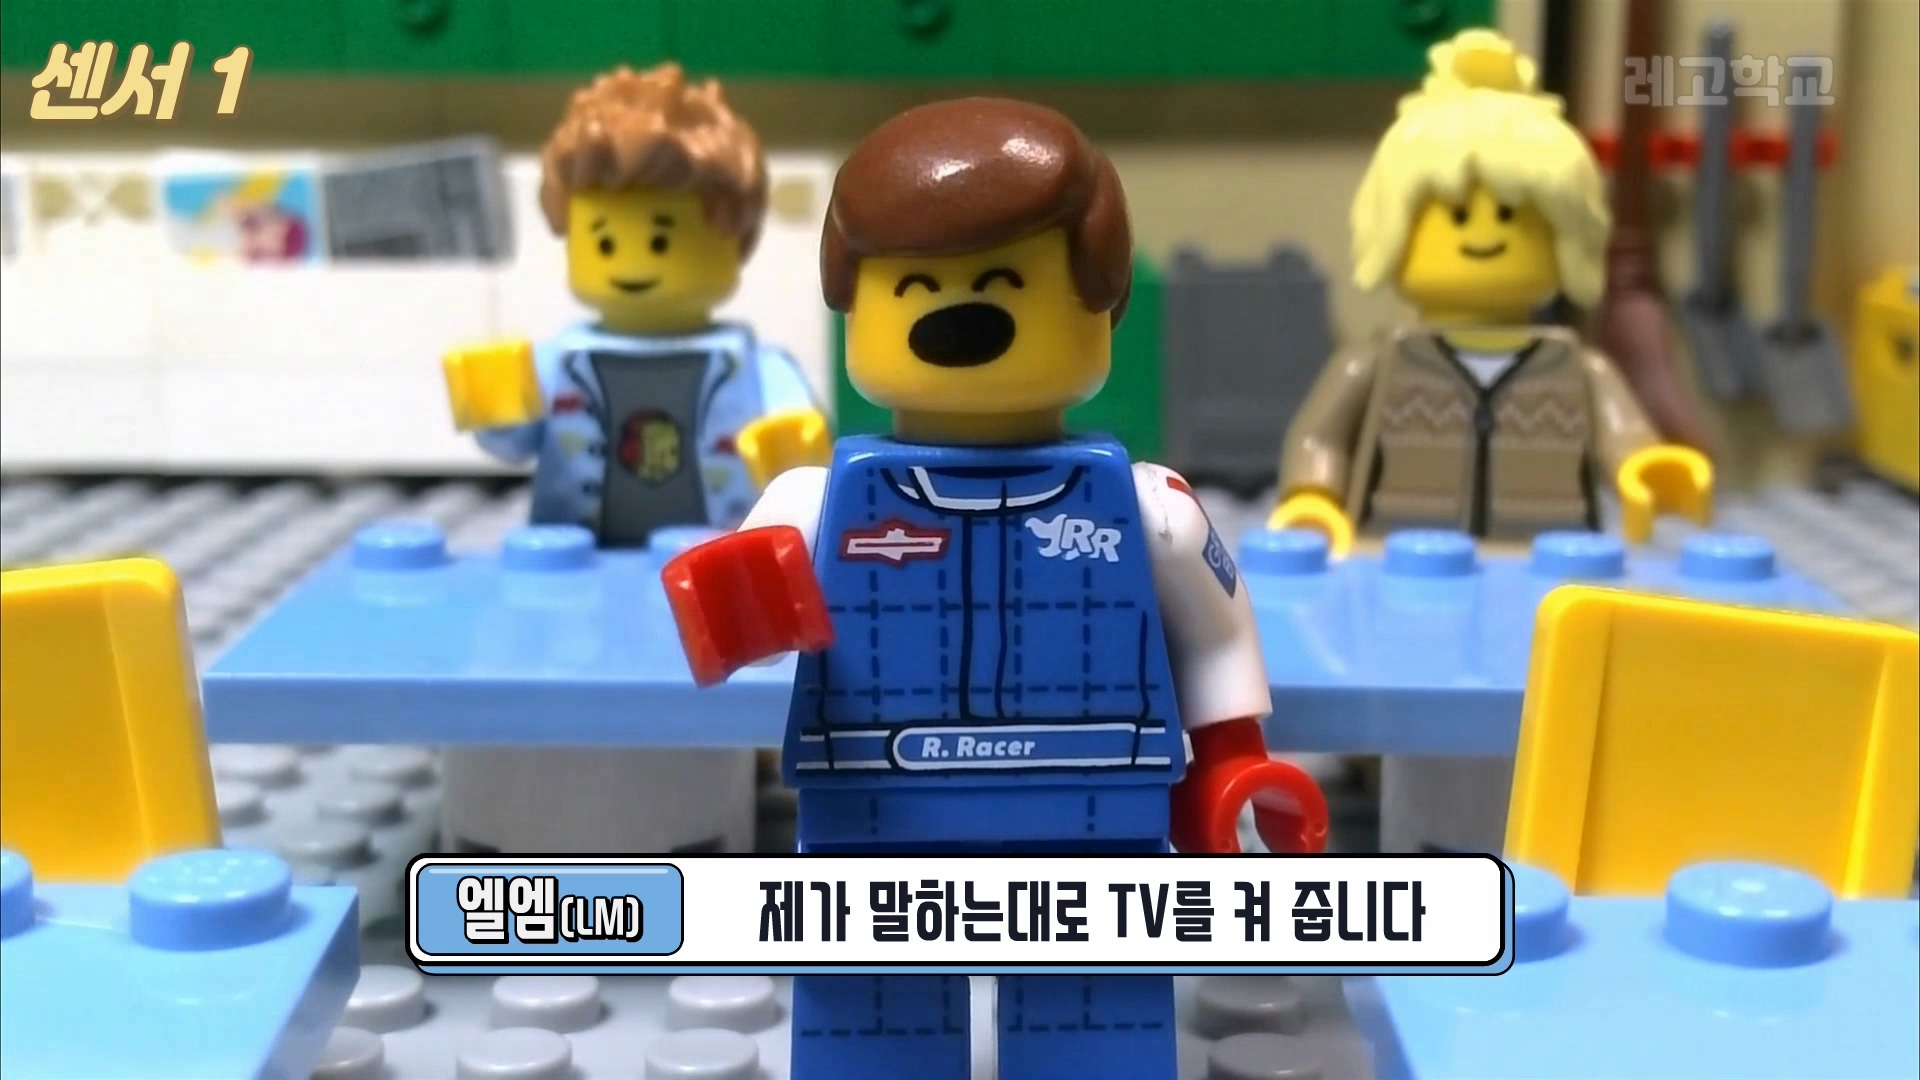 센서 1
레고학교
YRR
R. Racer
엘엠(LM)
제가 말하는대로 TV를 켜 줍니다